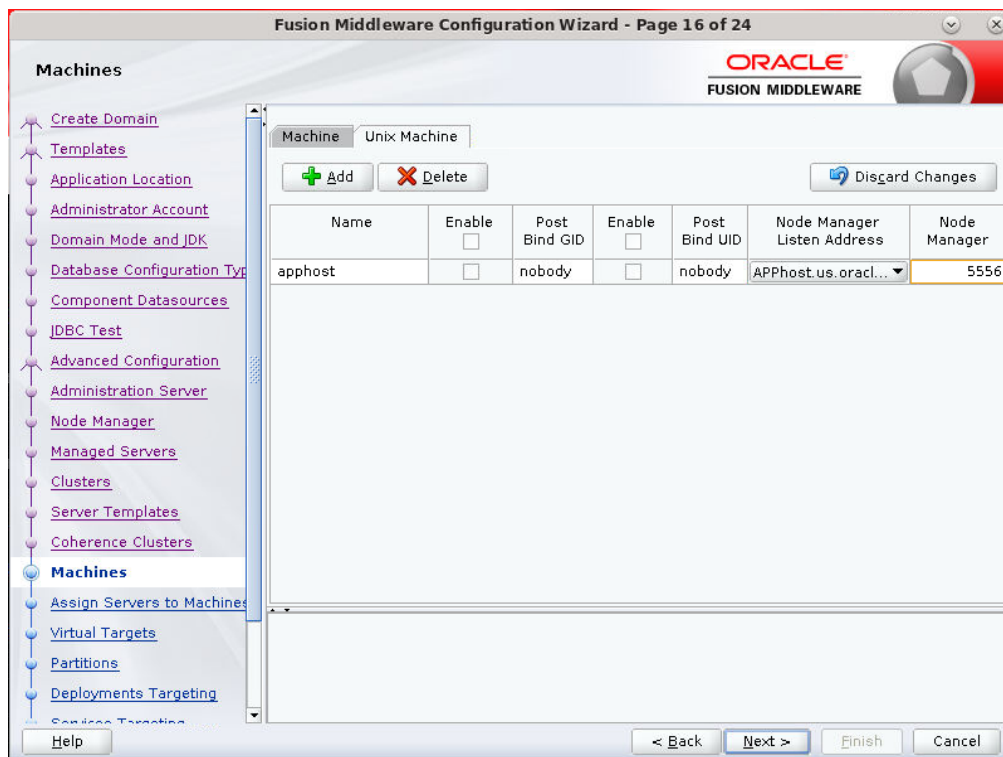 Fusion Middleware Configuration Wizard - Page 16 of 24
Machines
ORACLE
FUSION MIDDLEWARE
Create Domain
Templates
Application Location
Administrator Account
Domain Mode and JDK
Database Configuration Typ
Component Datasources
JDBC Test
Advanced Configuration
Administration Server
Node Manager
Managed Servers
Clusters
Server Templates
Coherence Clusters
Machines
Assign Servers to Machines
Virtual Targets
Partitions
Deployments Targeting
Services Targeting
Machine Unix Machine
Add Delete Discard Changes
Name Enable Post Enable Post Node Manager Node
Bind GID Bind UID Listen Address Manager
apphost nobody nobody APPhost.us.oracl... 5556
Help < Back Next > Finish Cancel